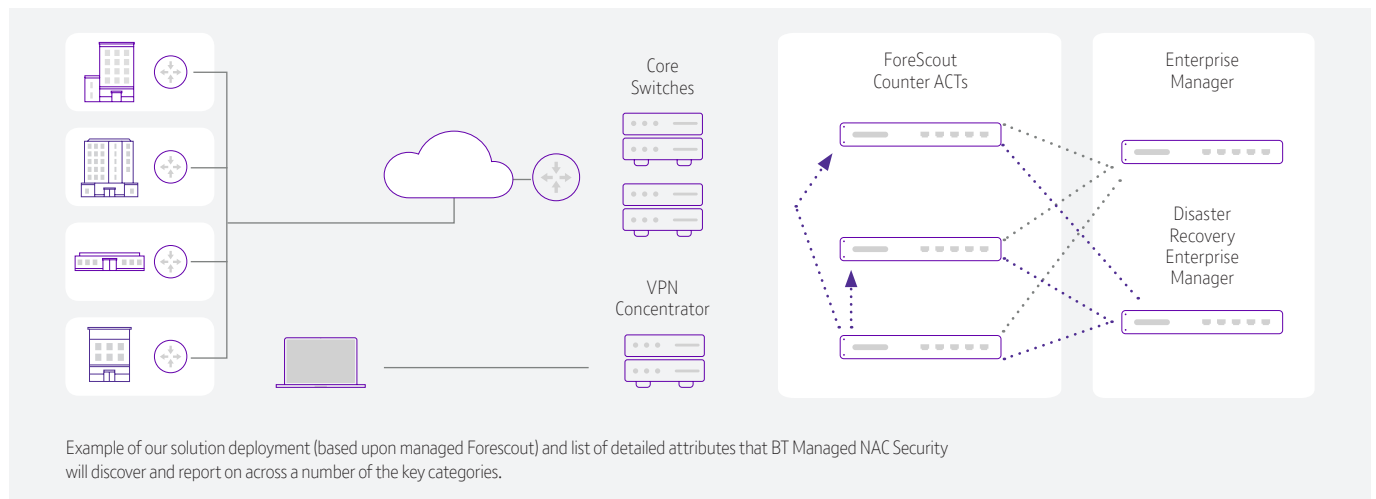 Core
Switches
VPN
Concentrator
ForeScout
Counter ACTs
Enterprise
Manager
Disaster
Recovery
Enterprise
Manager
Example of our solution deployment (based upon managed Forescout) and list of detailed attributes that BT Managed NAC Security
will discover and report on across a number of the key categories.